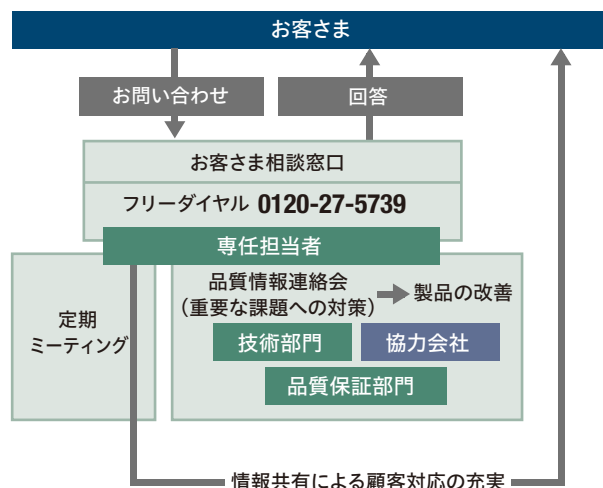 お客さま
お問い合わせ
回答
お客さま相談窓口
フリーダイヤル 0120-27-5739
専任担当者
定期
ミーティング
品質情報連絡会
(重要な課題への対策)
製品の改善
技術部門
協力会社
品質保証部門
情報共有による顧客対応の充実